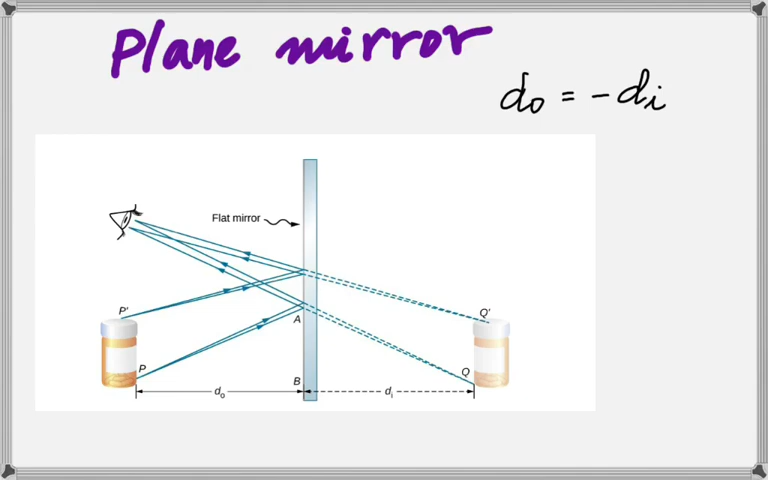 Plane mirror
do = -di
Flat mirror
P'
Q'
A
P
Q
B
do
di